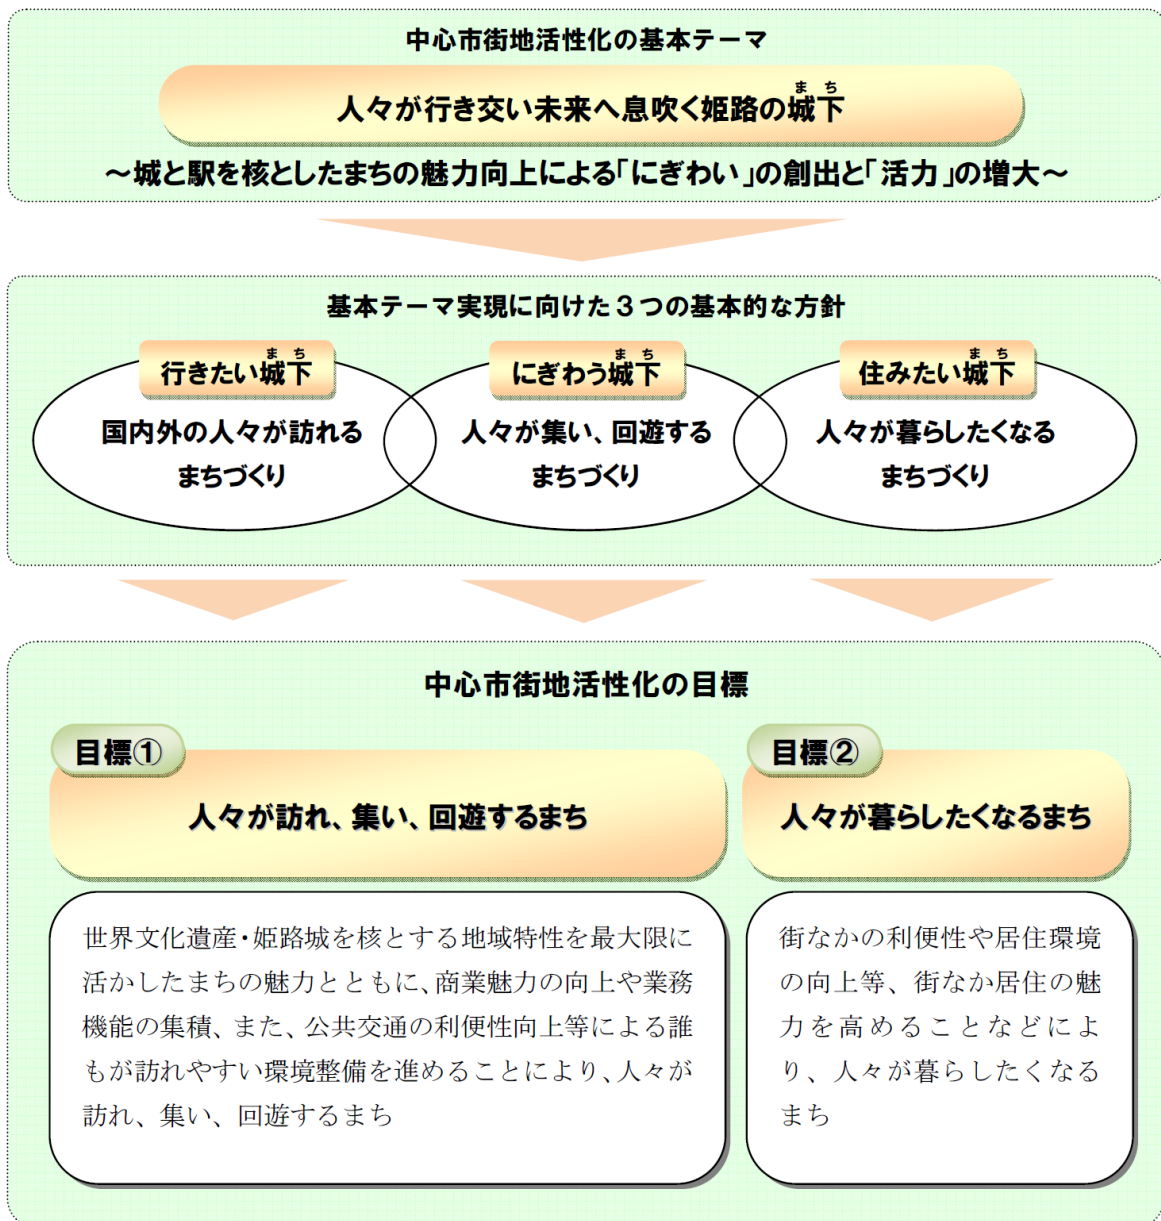 中心市街地活性化の基本テーマ
まち
人々が行き交い未来へ息吹く姫路の城下
～城と駅を核としたまちの魅力向上による「にぎわい」の創出と「活力」の増大～
基本テーマ実現に向けた３つの基本的な方針
まち
行きたい城下
国内外の人々が訪れる
まちづくり
まち
にぎわう城下
人々が集い、回遊する
まちづくり
まち
住みたい城下
人々が暮らしたくなる
まちづくり
中心市街地活性化の目標
目標①
人々が訪れ、集い、回遊するまち
世界文化遺産・姫路城を核とする地域特性を最大限に
活かしたまちの魅力とともに、商業魅力の向上や業務
機能の集積、また、公共交通の利便性向上等による誰
もが訪れやすい環境整備を進めることにより、人々が
訪れ、集い、回遊するまち
目標②
人々が暮らしたくなるまち
街なかの利便性や居住環境
の向上等、街なか居住の魅
力を高めることなどによ
り、人々が暮らしたくなる
まち